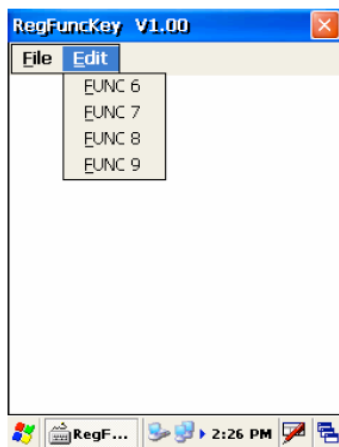 RegFuncKey V1.00
File Edit
FUNC 6
FUNC 7
FUNC 8
FUNC 9
RegF... 2:26 PM